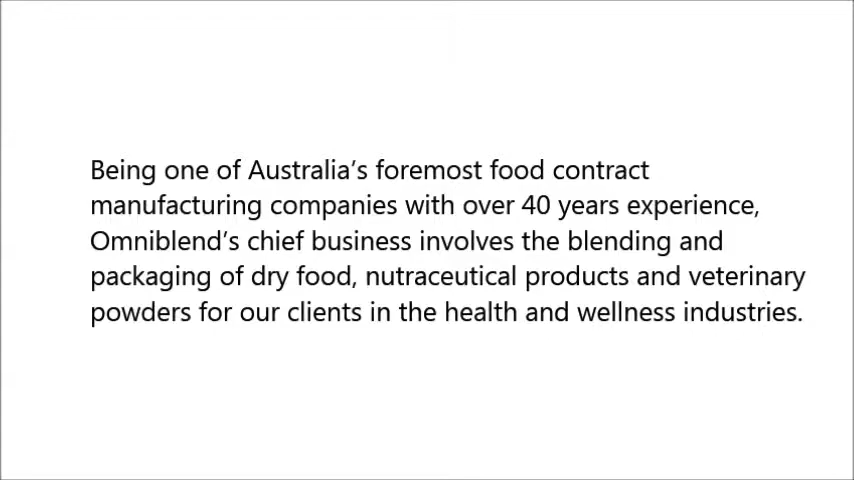 Being one of Australia’s foremost food contract
manufacturing companies with over 40 years experience,
Omniblend’s chief business involves the blending and
packaging of dry food, nutraceutical products and veterinary
powders for our clients in the health and wellness industries.